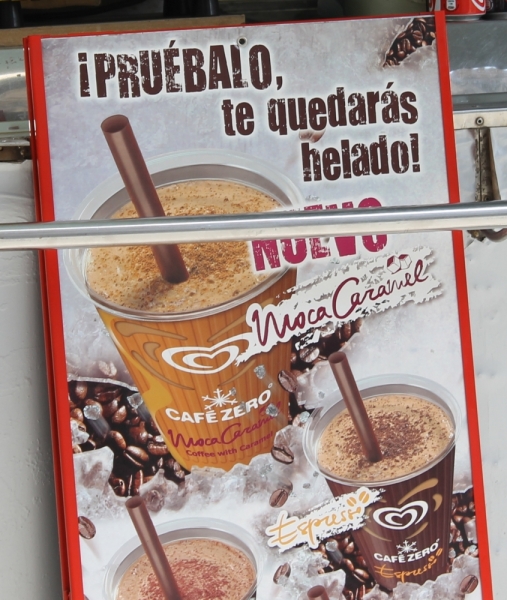 ¡PRUÉBALO,
te quedarás
helado!
NUEVO
Moca Caramel
CAFÉ ZERO
Moca Caramel
Coffee with Caramel
Espresso
CAFÉ ZERO
Espresso